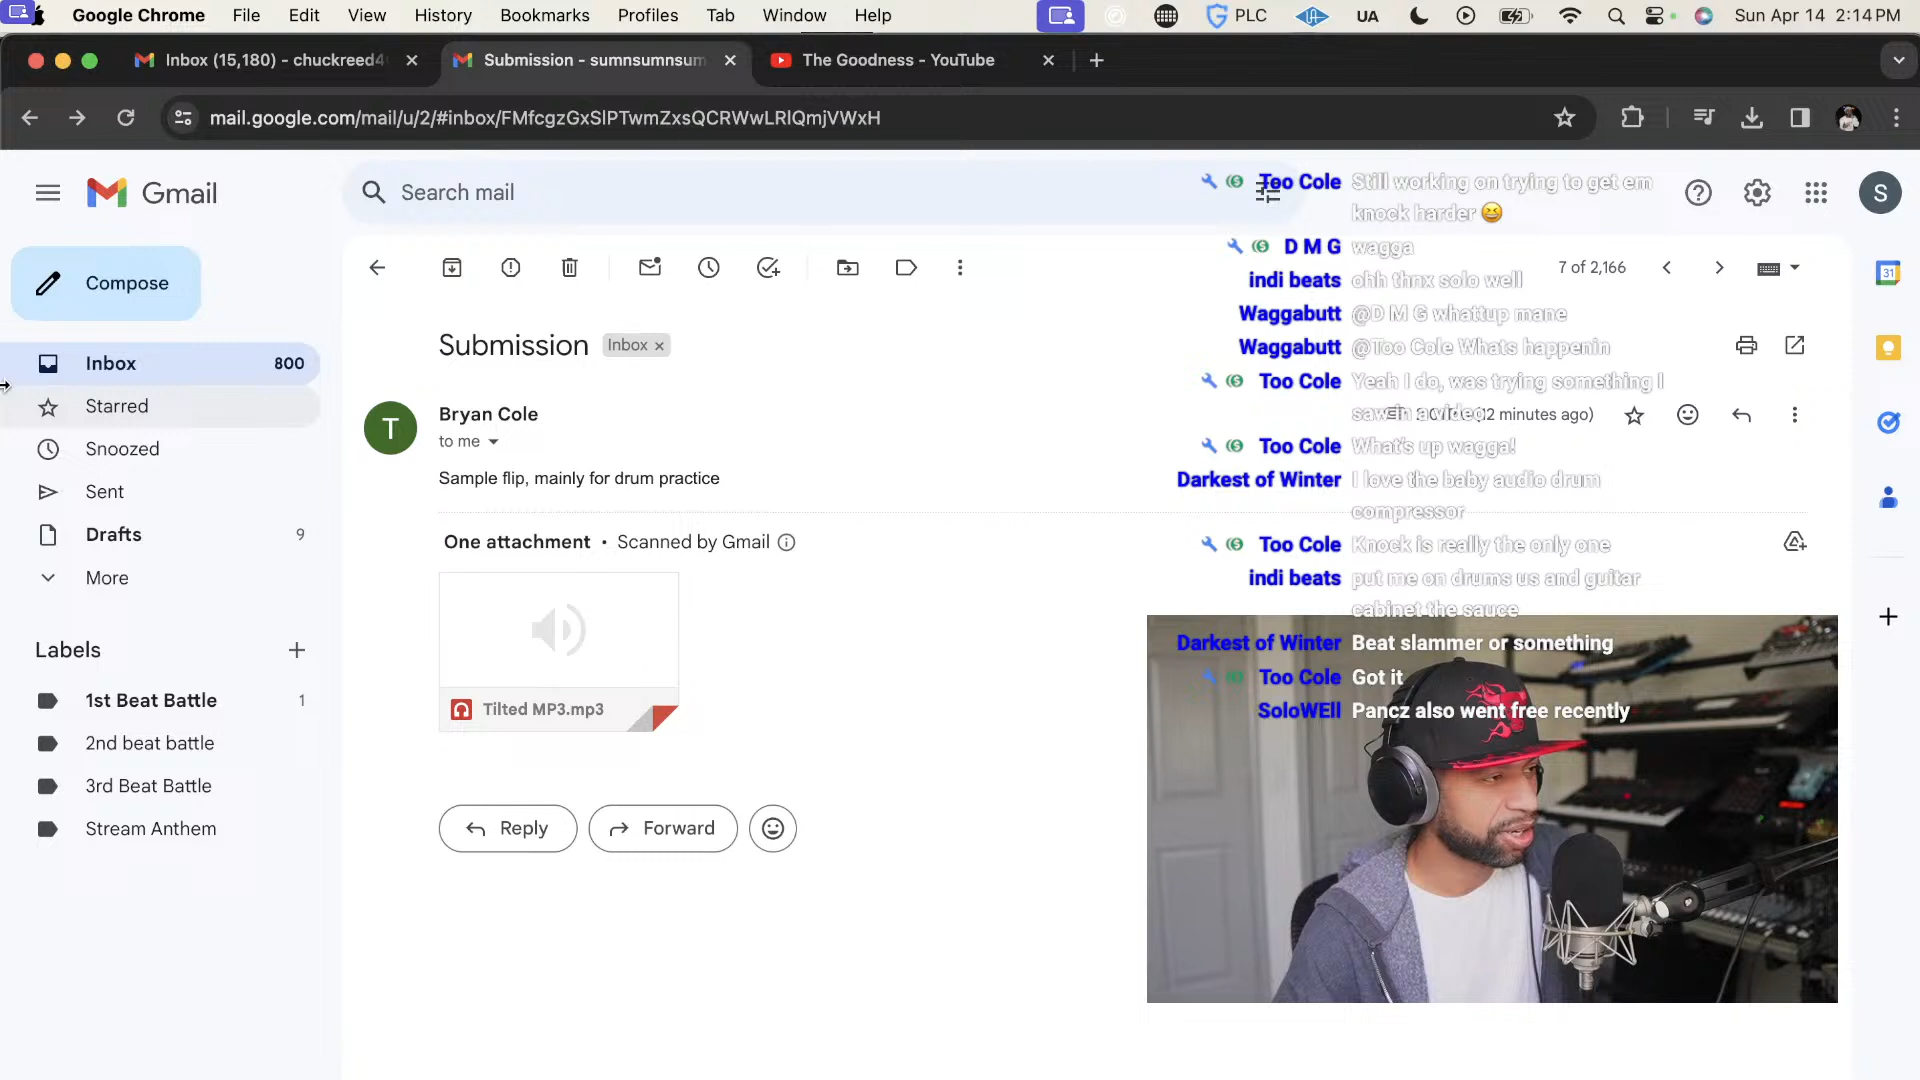 Google Chrome File Edit View History Bookmarks Profiles Tab Window Help PLC UA Sun Apr 14 2:14 PM
Inbox (15,180) - chuckreed4 Submission - sumnsumnsum The Goodness - YouTube
mail.google.com/mail/u/2/#inbox/FMfcgzGxSlPTwmZxsQCRWwLRlQmjVWxH
Gmail
Search mail
S
Compose
Inbox 800
Starred
Snoozed
Sent
Drafts 9
More
Labels
1st Beat Battle 1
2nd beat battle
3rd Beat Battle
Stream Anthem
7 of 2,166
31
Submission Inbox
T
Bryan Cole
(12 minutes ago)
to me
Sample flip, mainly for drum practice
One attachment • Scanned by Gmail
Tilted MP3.mp3
Reply Forward
Too Cole Still working on trying to get em
knock harder
D M G wagga
indi beats ohh thnx solo well
Waggabutt @D M G whattup mane
Waggabutt @Too Cole Whats happenin
Too Cole Yeah I do, was trying something I
saw in a video
Too Cole What's up wagga!
Darkest of Winter I love the baby audio drum
compressor
Too Cole Knock is really the only one
indi beats put me on drums us and guitar
cabinet the sauce
Darkest of Winter Beat slammer or something
Too Cole Got it
SoloWEll Pancz also went free recently